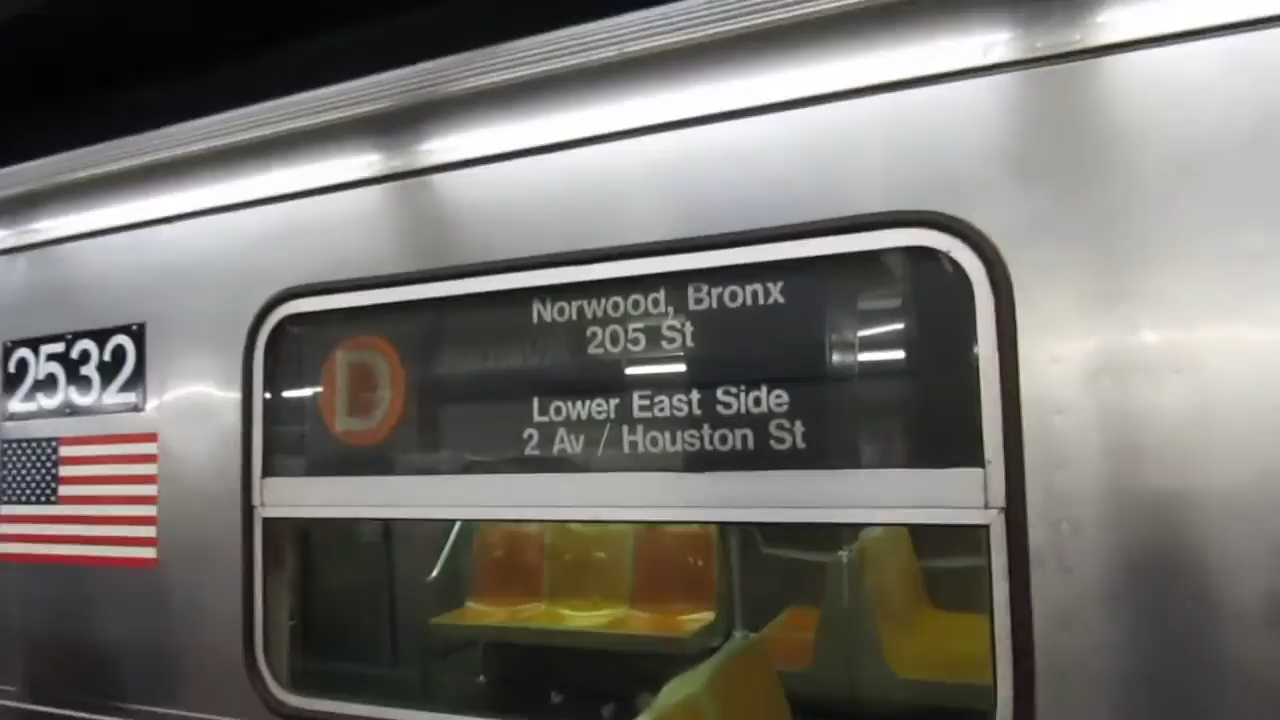 2532
D
Norwood, Bronx
205 St
Lower East Side
2 Av / Houston St